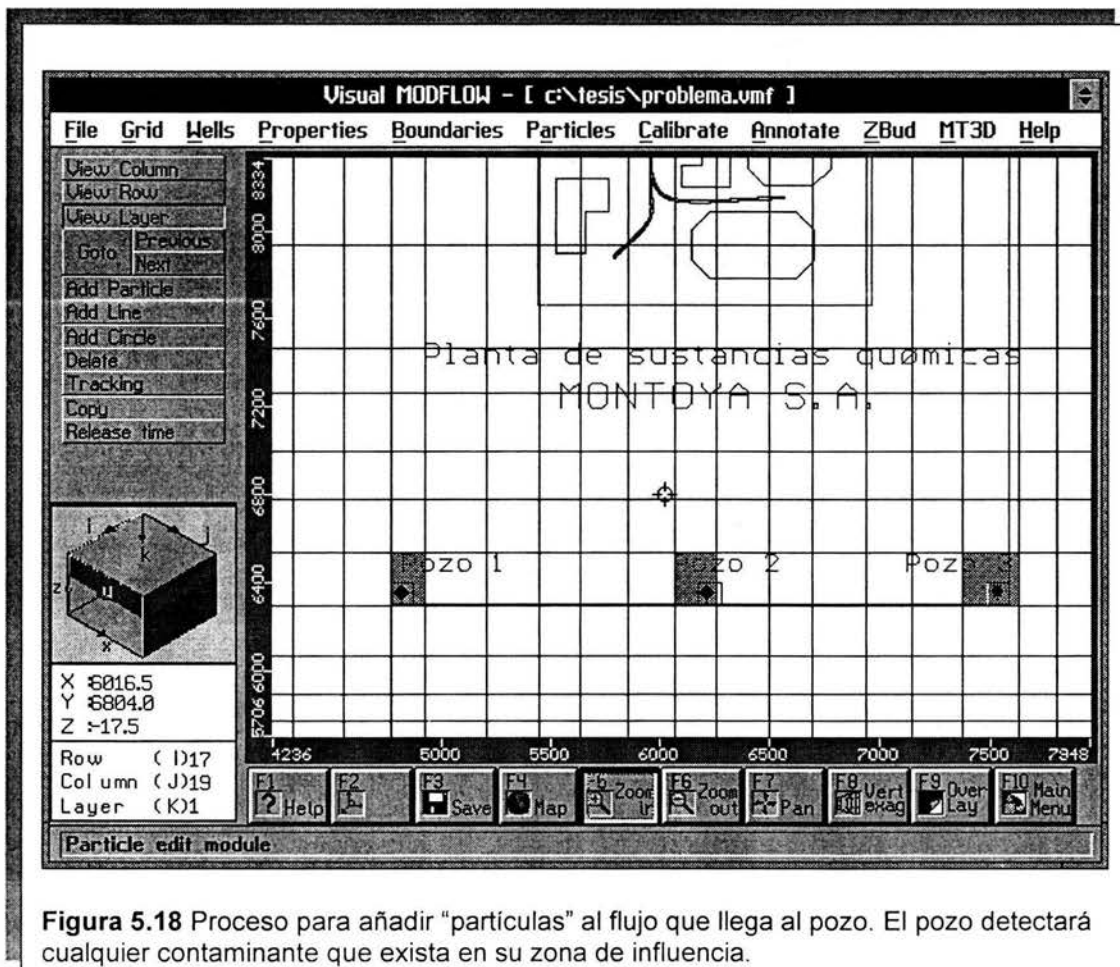 Visual MODFLOW - [ c:\tesis\problema.vmf ]
File Grid Wells Properties Boundaries Particles Calibrate Annotate ZBud MT3D Help
View Column
View Row
View Layer
Goto Previous
Next
Add Particle
Add Line
Add Circle
Delete
Tracking
Copy
Release time
i j
k
z
x
X :6016.5
Y :6804.0
Z :-17.5
Row (I)17
Column (J)19
Layer (K)1
8334
8000
7600
7200
6800
6400
6000
5706
Planta de sustancias quømicas
MONTOYA S.A.
Pozo 1 Pozo 2 Pozo 3
4236 5000 5500 6000 6500 7000 7500 7948
F1 ? Help
F2
F3 Save
F4 Map
Zoom in
F6 Zoom out
F7 Pan
F8 Vert exag
F9 Over Lay
F10 Main Menu
Particle edit module
Figura 5.18 Proceso para añadir “partículas” al flujo que llega al pozo. El pozo detectará
cualquier contaminante que exista en su zona de influencia.